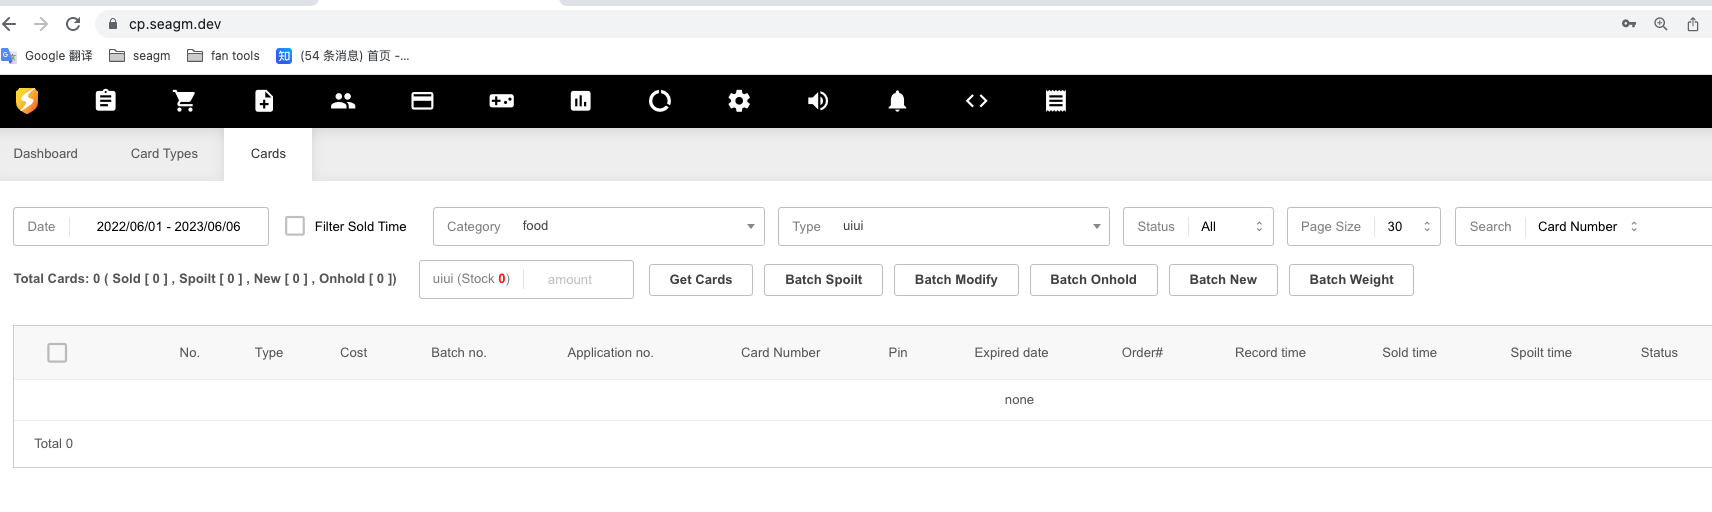 cp.seagm.dev
Google 翻译 seagm fan tools 知 (54 条消息) 首页 -...
Dashboard Card Types Cards
Date 2022/06/01 - 2023/06/06 Filter Sold Time Category food Type uiui Status All Page Size 30 Search Card Number
Total Cards: 0 ( Sold [ 0 ] , Spoilt [ 0 ] , New [ 0 ] , Onhold [ 0 ]) uiui (Stock 0) amount Get Cards Batch Spoilt Batch Modify Batch Onhold Batch New Batch Weight
No. Type Cost Batch no. Application no. Card Number Pin Expired date Order# Record time Sold time Spoilt time Status
none
Total 0